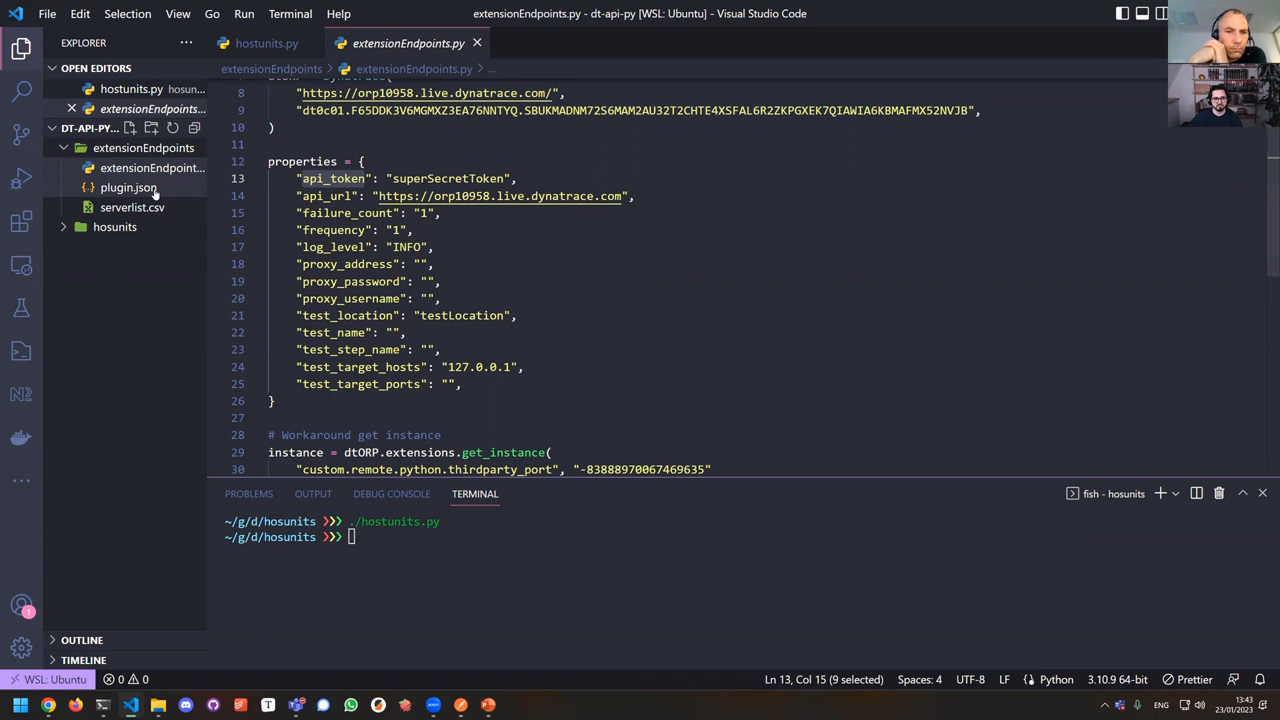 File Edit Selection View Go Run Terminal Help
extensionEndpoints.py - dt-api-py [WSL: Ubuntu] - Visual Studio Code
EXPLORER
OPEN EDITORS
hostunits.py hosun...
extensionEndpoints...
DT-API-PY...
extensionEndpoints
extensionEndpoint...
plugin.json
serverlist.csv
hosunits
OUTLINE
TIMELINE
hostunits.py
extensionEndpoints.py
extensionEndpoints > extensionEndpoints.py > ...
8 "https://orp10958.live.dynatrace.com/"
9 "dt0c01.F65DDK3V6MGMXZ3EA76NNTYQ.SBUKMADNM72S6MAM2AU32T2CHTE4XSFAL6R2ZKPGXEK7QIAWIA6KBMAFMX52NVJB",
10 )
11
12 properties = {
13 "api_token": "superSecretToken",
14 "api_url": "https://orp10958.live.dynatrace.com",
15 "failure_count": "1",
16 "frequency": "1",
17 "log_level": "INFO",
18 "proxy_address": "",
19 "proxy_password": "",
20 "proxy_username": "",
21 "test_location": "testLocation",
22 "test_name": "",
23 "test_step_name": "",
24 "test_target_hosts": "127.0.0.1",
25 "test_target_ports": "",
26 }
27
28 # Workaround get instance
29 instance = dtORP.extensions.get_instance(
30 "custom.remote.python.thirdparty_port", "-83888970067469635"
PROBLEMS OUTPUT DEBUG CONSOLE TERMINAL
fish - hosunits
~/g/d/hosunits ❯❯❯ ./hostunits.py
~/g/d/hosunits ❯❯❯
1
WSL: Ubuntu 0 0
Ln 13, Col 15 (9 selected) Spaces: 4 UTF-8 LF Python 3.10.9 64-bit Prettier
ENG
13:43
23/01/2023